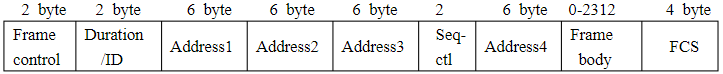 2 byte 2 byte 6 byte 6 byte 6 byte 2 6 byte 0-2312 4 byte
Frame control
Duration /ID
Address1
Address2
Address3
Seq-ctl
Address4
Frame body
FCS